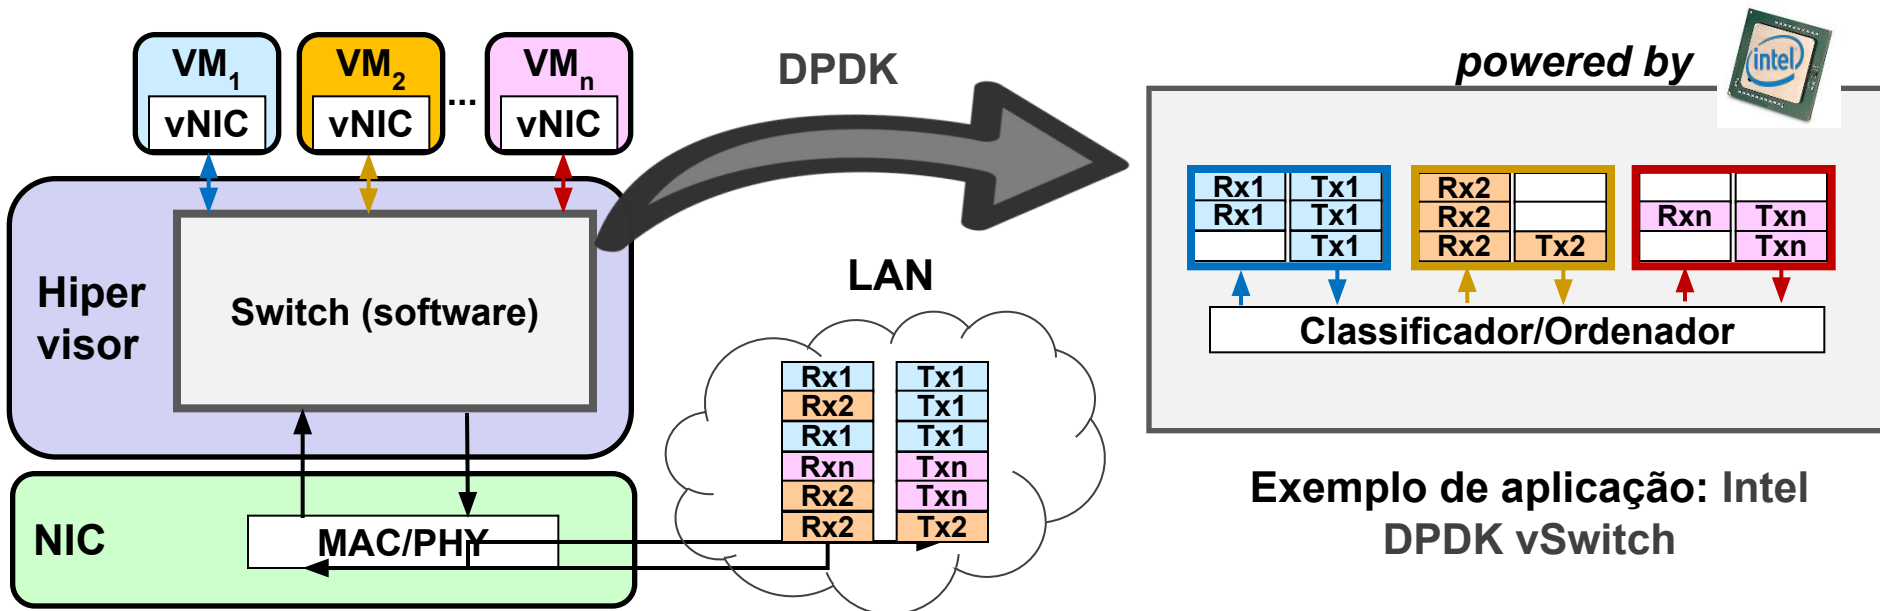 VM1
VM2
VMn
vNIC
vNIC
...
vNIC
Hiper
visor
Switch (software)
NIC
MAC/PHY
DPDK
LAN
Rx1 Tx1
Rx2 Tx1
Rx1 Tx1
Rxn Txn
Rx2 Txn
Rx2 Tx2
powered by
intel
Rx1 Tx1 Rx2
Rx1 Tx1 Rx2 Rxn Txn
Tx1 Rx2 Tx2 Txn
Classificador/Ordenador
Exemplo de aplicação: Intel
DPDK vSwitch